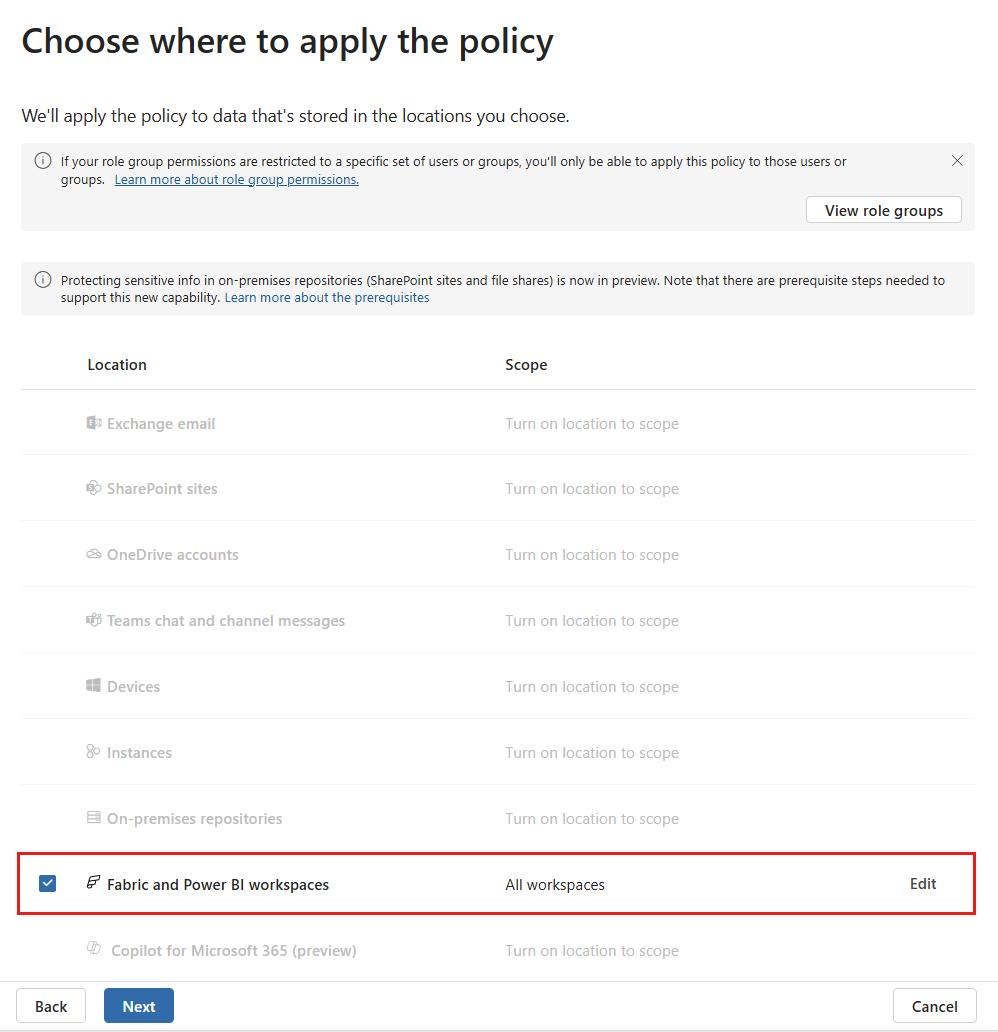 Choose where to apply the policy
We'll apply the policy to data that's stored in the locations you choose.
If your role group permissions are restricted to a specific set of users or groups, you'll only be able to apply this policy to those users or
groups. Learn more about role group permissions.
View role groups
Protecting sensitive info in on-premises repositories (SharePoint sites and file shares) is now in preview. Note that there are prerequisite steps needed to
support this new capability. Learn more about the prerequisites
Location Scope
Exchange email Turn on location to scope
SharePoint sites Turn on location to scope
OneDrive accounts Turn on location to scope
Teams chat and channel messages Turn on location to scope
Devices Turn on location to scope
Instances Turn on location to scope
On-premises repositories Turn on location to scope
Fabric and Power BI workspaces All workspaces Edit
Copilot for Microsoft 365 (preview) Turn on location to scope
Back Next Cancel